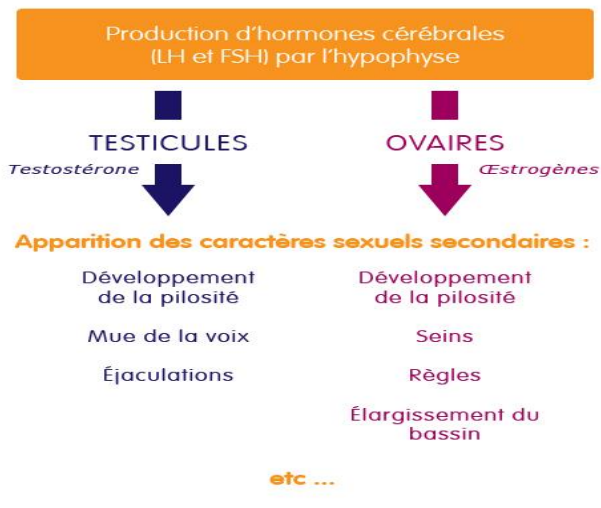 Production d'hormones cérébrales
(LH et FSH) par l'hypophyse
TESTICULES
OVAIRES
Testostérone
Œstrogènes
Apparition des caractères sexuels secondaires :
Développement
de la pilosité
Mue de la voix
Éjaculations
Développement
de la pilosité
Seins
Règles
Élargissement du
bassin
etc ...